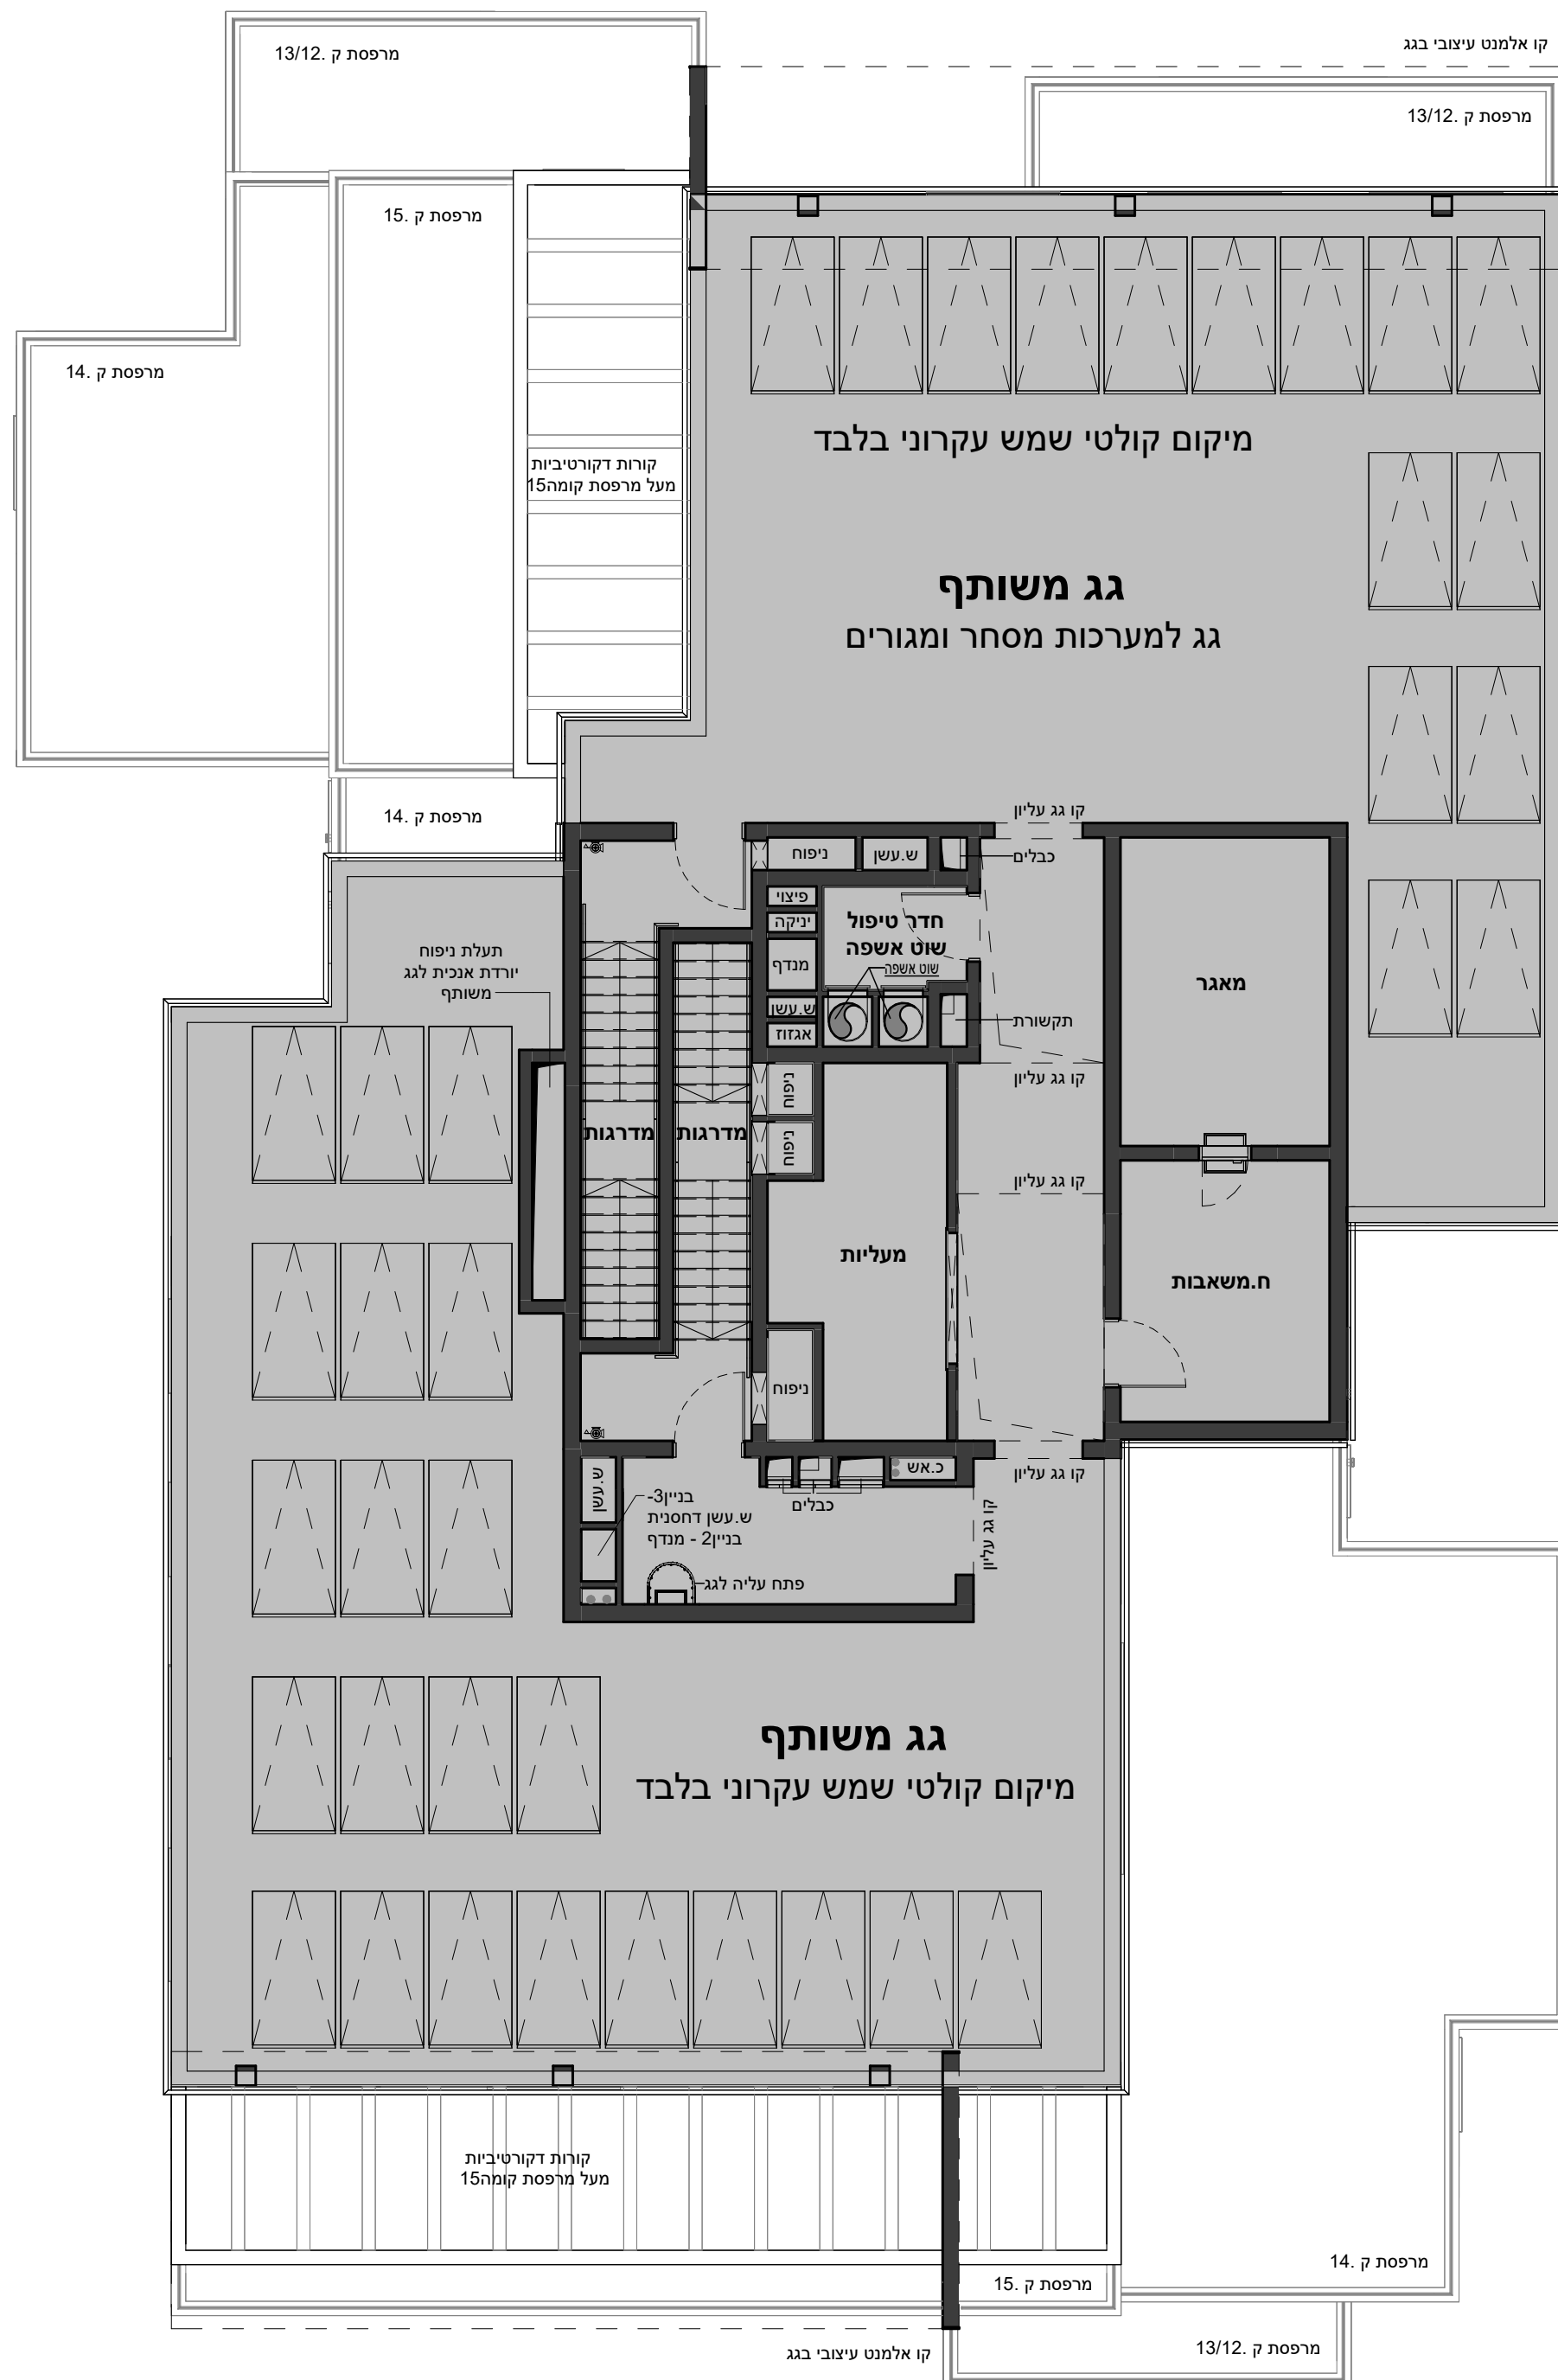 קו אלמנט עיצובי בגג
מרפסת ק .13/12
מרפסת ק .13/12
מרפסת ק .15
מרפסת ק .14
מיקום קולטי שמש עקרוני בלבד
קורות דקורטיביות
מעל מרפסת קומה15
גג משותף
גג למערכות מסחר ומגורים
מרפסת ק .14
קו גג עליון
כבלים
ש.עשן
ניפוח
פיצוי
יניקה
מנדף
ש.עשן
אגזוז
חדר טיפול
שוט אשפה
שוט אשפה
תקשורת
מאגר
תעלת ניפוח
יורדת אנכית לגג
משותף
קו גג עליון
ניפוח
ניפוח
מדרגות
מדרגות
קו גג עליון
מעליות
ח.משאבות
ניפוח
קו גג עליון
כ.אש
כבלים
ש.עשן
בניין3-
ש.עשן דחסנית
בניין2 - מנדף
קו גג עליון
פתח עליה לגג
גג משותף
מיקום קולטי שמש עקרוני בלבד
קורות דקורטיביות
מעל מרפסת קומה15
מרפסת ק .14
מרפסת ק .15
מרפסת ק .13/12
קו אלמנט עיצובי בגג